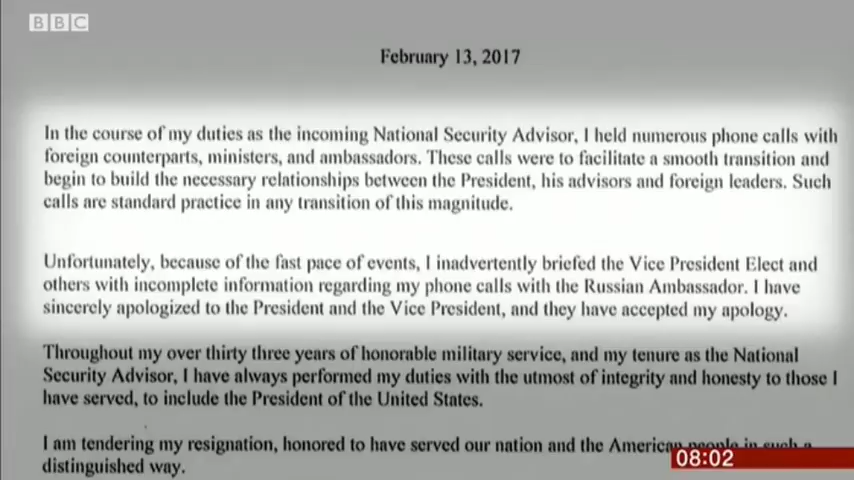 BBC
February 13, 2017
In the course of my duties as the incoming National Security Advisor, I held numerous phone calls with
foreign counterparts, ministers, and ambassadors. These calls were to facilitate a smooth transition and
begin to build the necessary relationships between the President, his advisors and foreign leaders. Such
calls are standard practice in any transition of this magnitude.
Unfortunately, because of the fast pace of events, I inadvertently briefed the Vice President Elect and
others with incomplete information regarding my phone calls with the Russian Ambassador. I have
sincerely apologized to the President and the Vice President, and they have accepted my apology.
Throughout my over thirty three years of honorable military service, and my tenure as the National
Security Advisor, I have always performed my duties with the utmost of integrity and honesty to those I
have served, to include the President of the United States.
I am tendering my resignation, honored to have served our nation and the American people in such a
distinguished way.
08:02